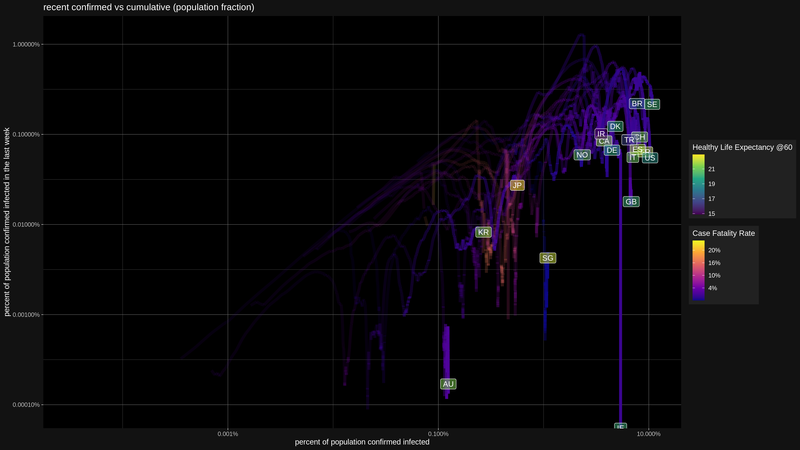 recent confirmed vs cumulative (population fraction)
percent of population confirmed infected in the last week
1.00000%
0.10000%
0.01000%
0.00100%
0.00010%
BR
SE
DK
IR
CA
TR
CH
NO
DE
ES
IT
US
JP
GB
KR
SG
AU
0.001%
0.100%
10.000%
percent of population confirmed infected
Healthy Life Expectancy @60
21
19
17
15
Case Fatality Rate
20%
16%
10%
4%